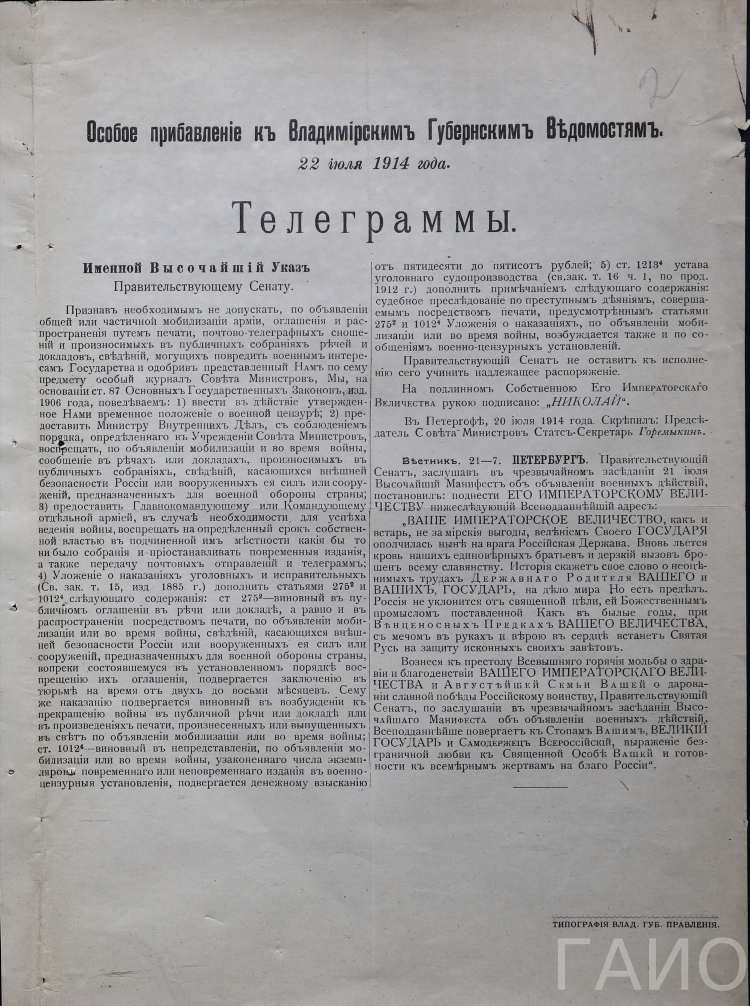 2
Особое прибавленіе къ Владимірскимъ Губернскимъ Вѣдомостямъ.
22 іюля 1914 года.
Телеграммы.
Именной Высочайшій Указъ
Правительствующему Сенату.
Признавъ необходимымъ не допускать, по объявленіи
общей или частичной мобилизаціи арміи, оглашенія и рас-
пространенія путемъ печати, почтово-телеграфныхъ сноше-
ній и произносимыхъ въ публичныхъ собраніяхъ рѣчей и
докладовъ, свѣдѣній, могущихъ повредить военнымъ интере-
самъ Государства и одобривъ представленный Намъ по сему
предмету особый журналъ Совѣта Министровъ, Мы, на
основаніи ст. 87 Основныхъ Государственныхъ Законовъ, изд.
1906 года, повелѣваемъ: 1) ввести въ дѣйствіе утвержден-
ное Нами временное положеніе о военной цензурѣ; 2) пре-
доставить Министру Внутреннихъ Дѣлъ, съ соблюденіемъ
порядка, опредѣленнаго въ Учрежденіи Совѣта Министровъ,
воспрещать, по объявленіи мобилизаціи и во время войны,
сообщеніе въ рѣчахъ или докладахъ, произносимыхъ въ
публичныхъ собраніяхъ, свѣдѣній, касающихся внѣшней
безопасности Россіи или вооруженныхъ ея силъ или соору-
женій, предназначенныхъ для военной обороны страны;
3) предоставить Главнокомандующему или Командующему
отдѣльной арміей, въ случаѣ необходимости, для успѣха
веденія войны, воспрещать на опредѣленный срокъ собствен-
ной властью въ подчиненной имъ мѣстности какія бы то
ни было собранія и пріостанавливать повременныя изданія,
а также передачу почтовыхъ отправленій и телеграммъ;
4) Уложеніе о наказаніяхъ уголовныхъ и исправительныхъ
(Св. зак. т. 15, изд. 1885 г.) дополнить статьями 275² и
1012⁴ слѣдующаго содержанія: ст 275²—виновный въ пу-
бличномъ оглашеніи въ рѣчи или докладѣ, а равно и въ
распространеніи посредствомъ печати, по объявленіи моби-
лизаціи или во время войны, свѣдѣній, касающихся внѣш-
ней безопасности Россіи или вооруженныхъ ея силъ или
сооруженій, предназначенныхъ для военной обороны страны,
вопреки состоявшемуся въ установленномъ порядкѣ вос-
прещенію ихъ оглашенія, подвергается заключенію въ
тюрьмѣ на время отъ двухъ до восьми мѣсяцевъ. Сему
же наказанію подвергается виновный въ возбужденіи къ
прекращенію войны въ публичной рѣчи или докладѣ или
въ произведеніяхъ печати, произнесенныхъ или выпущенныхъ
въ свѣтъ по объявленіи мобилизаціи или во время войны;
ст. 1012⁴—виновный въ непредставленіи, по объявленіи мо-
билизаціи или во время войны, узаконеннаго числа экзем-
пляровъ повременнаго или неповременнаго изданія въ военно-
цензурныя установленія, подвергается денежному взысканію
отъ пятидесяти до пятисотъ рублей; 5) ст. 1213⁴ устава
уголовнаго судопроизводства (св.зак. т. 16 ч. 1, по прод.
1912 г.) дополнить примѣчаніемъ слѣдующаго содержанія:
судебное преслѣдованіе по преступнымъ дѣяніямъ, соверша-
емымъ посредствомъ печати, предусмотрѣннымъ статьями
275² и 1012⁴ Уложенія о наказаніяхъ, по объявленіи моби-
лизаціи или во время войны, возбуждается также и по со-
общеніямъ военно-цензурныхъ установленій.
Правительствующій Сенатъ не оставитъ къ исполне-
нію сего учинить надлежащее распоряженіе.
На подлинномъ Собственною Его Императорскаго
Величества рукою подписано: „НИКОЛАЙ“.
Въ Петергофѣ, 20 іюля 1914 года. Скрѣпилъ: Предсѣ-
датель Совѣта Министровъ Статсъ-Секретарь Горемыкинъ.
Вѣстник. 21—7. ПЕТЕРБУРГЪ. Правительствующій
Сенатъ, заслушавъ въ чрезвычайномъ засѣданіи 21 іюля
Высочайшій Манифестъ объ объявленіи военныхъ дѣйствій,
постановилъ: поднести ЕГО ИМПЕРАТОРСКОМУ ВЕЛИ-
ЧЕСТВУ нижеслѣдующій Всеподданнѣйшій адресъ:
„ВАШЕ ИМПЕРАТОРСКОЕ ВЕЛИЧЕСТВО, какъ и
встарь, не за мірскія выгоды, велѣніемъ Своего ГОСУДАРЯ
ополчилась нынѣ на врага Россійская Держава. Вновь льется
кровь нашихъ единовѣрныхъ братьевъ и дерзкій вызовъ бро-
шенъ всему славянству. Исторія скажетъ свое слово о неоцѣ-
нимыхъ трудахъ Державнаго Родителя ВАШЕГО и
ВАШИХЪ, ГОСУДАРЬ, на дѣло мира Но есть предѣлъ.
Россія не уклонится отъ священной цѣли, ей Божественнымъ
промысломъ поставленной Какъ въ былые годы, при
Вѣнценосныхъ Предкахъ ВАШЕГО ВЕЛИЧЕСТВА,
съ мечомъ въ рукахъ и вѣрою въ сердцѣ встанетъ Святая
Русь на защиту исконныхъ своихъ завѣтовъ.
Вознеся къ престолу Всевышняго горячія мольбы о здра-
віи и благоденствіи ВАШЕГО ИМПЕРАТОРСКАГО ВЕЛИ-
ЧЕСТВА и Августѣйшей Семьи Вашей о дарова-
ніи славной побѣды Россійскому воинству, Правительствующій
Сенатъ, по заслушаніи въ чрезвычайномъ засѣданіи Высо-
чайшаго Манифеста объ объявленіи военныхъ дѣйствій,
Всеподданнѣйше повергаетъ къ Стопамъ Вашимъ, ВЕЛИКІЙ
ГОСУДАРЬ и Самодержецъ Всероссійскій, выраженіе без-
граничной любви къ Священной Особѣ Вашей и готов-
ности къ всемѣрнымъ жертвамъ на благо Россіи“.
ТИПОГРАФІЯ ВЛАД. ГУБ. ПРАВЛЕНІЯ.
ГАИО